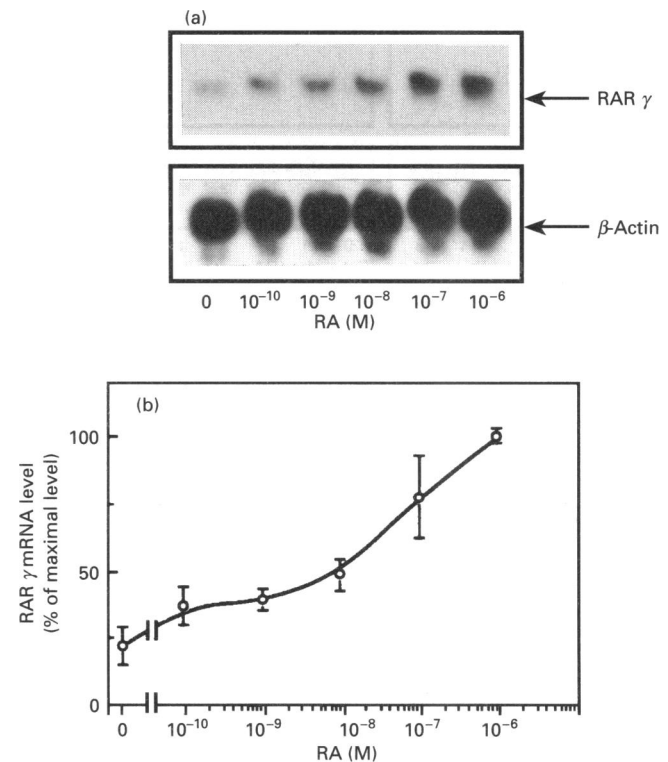 (a)
RAR γ
β-Actin
0 10⁻¹⁰ 10⁻⁹ 10⁻⁸ 10⁻⁷ 10⁻⁶
RA (M)
(b)
100
50
0
RAR γ mRNA level
(% of maximal level)
0 10⁻¹⁰ 10⁻⁹ 10⁻⁸ 10⁻⁷ 10⁻⁶
RA (M)